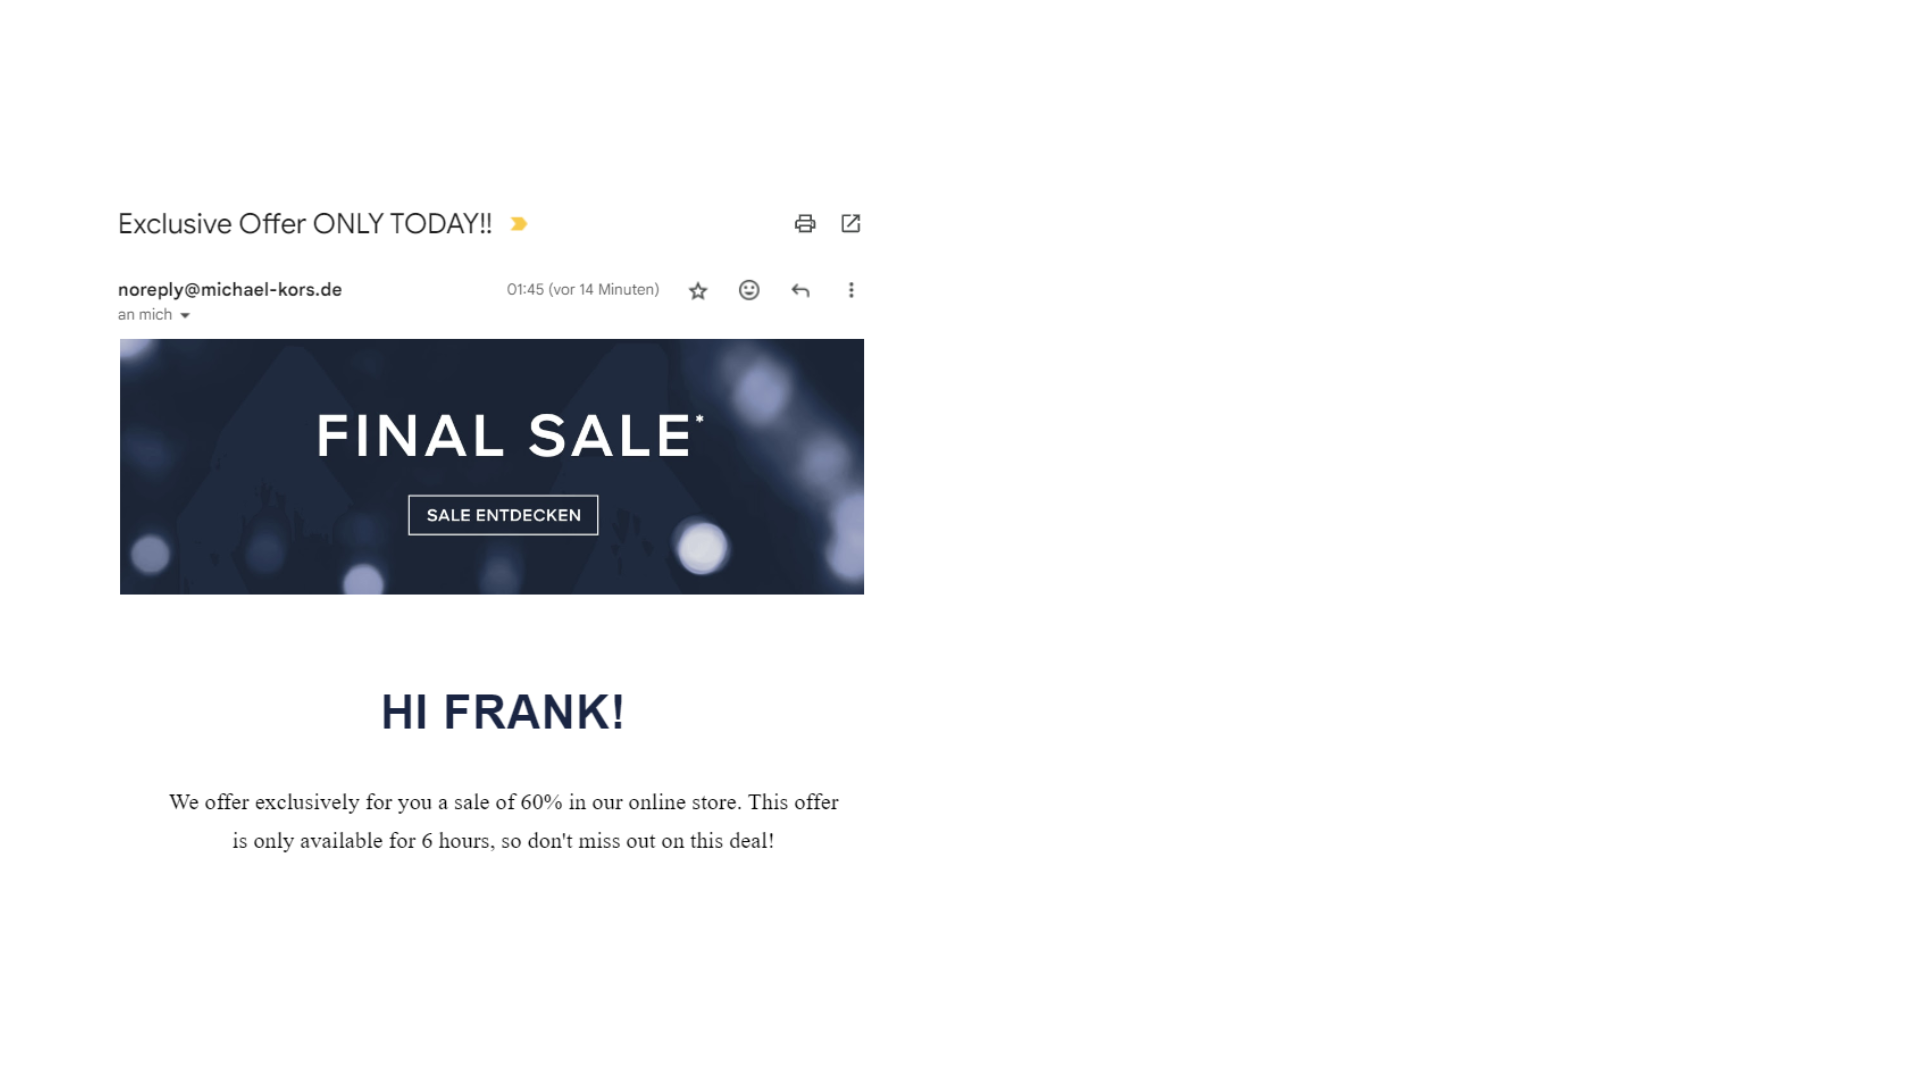 Exclusive Offer ONLY TODAY!!
noreply@michael-kors.de
01:45 (vor 14 Minuten)
an mich
FINAL SALE*
SALE ENTDECKEN
HI FRANK!
We offer exclusively for you a sale of 60% in our online store. This offer
is only available for 6 hours, so don't miss out on this deal!